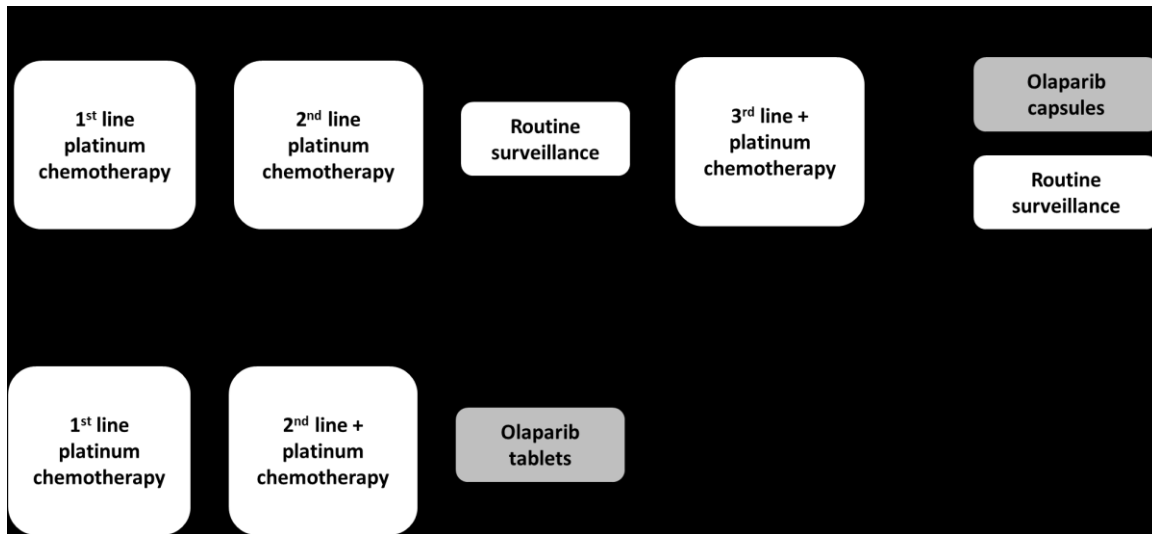 1st line
platinum
chemotherapy
2nd line
platinum
chemotherapy
Routine
surveillance
3rd line +
platinum
chemotherapy
Olaparib
capsules
Routine
surveillance
1st line
platinum
chemotherapy
2nd line +
platinum
chemotherapy
Olaparib
tablets